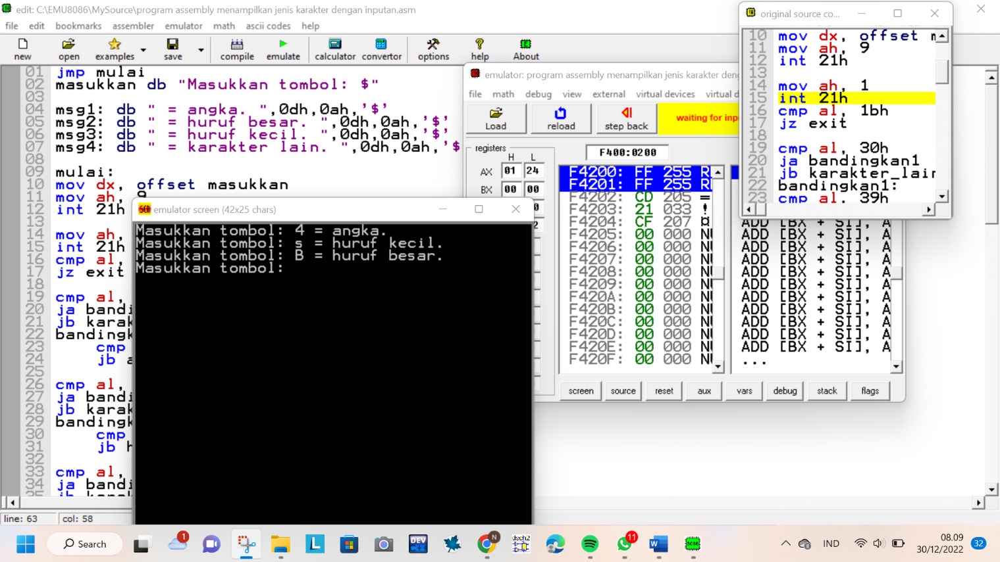 edit: C:\EMU8086\MySource\program assembly menampilkan jenis karakter dengan inputan.asm
file edit bookmarks assembler emulator math ascii codes help
new open examples save compile emulate calculator convertor options help About
01 jmp mulai
02 masukkan db "Masukkan tombol: $"
03
04 msg1: db " = angka. ",0dh,0ah,'$'
05 msg2: db " = huruf besar. ",0dh,0ah,'$'
06 msg3: db " = huruf kecil. ",0dh,0ah,'$'
07 msg4: db " = karakter lain. ",0dh,0ah,'$
08
09 mulai:
10 mov dx, offset masukkan
11 mov ah, 9
12 int 21h
13
14 mov ah,
15 int 21h
16 cmp al,
17 jz exit
18
19 cmp al,
20 ja bandi
21 jb karak
22 bandingk
23 cmp
24 jb a
25
26 cmp al,
27 ja bandi
28 jb karak
29 bandingk
30 cmp
31 jb h
32
33 cmp al,
34 ja bandi
line: 63 col: 58
emulator screen (42x25 chars)
Masukkan tombol: 4 = angka.
Masukkan tombol: s = huruf kecil.
Masukkan tombol: B = huruf besar.
Masukkan tombol:
emulator: program assembly menampilkan jenis karakter deng
file math debug view external virtual devices virtual d
Load reload step back waiting for inp
registers
H L
AX 01 24
BX 00 00
F400:0200
F4200: FF 255
F4201: FF 255
F4202: CD 205 =
F4203: 21 033 !
F4204: CF 207 ¤
F4205: 00 000
F4206: 00 000
F4207: 00 000
F4208: 00 000
F4209: 00 000
F420A: 00 000
F420B: 00 000
F420C: 00 000
F420D: 00 000
F420E: 00 000
F420F: 00 000
ADD [BX + SI], A
ADD [BX + SI], A
ADD [BX + SI], A
ADD [BX + SI], A
ADD [BX + SI], A
ADD [BX + SI], A
ADD [BX + SI], A
ADD [BX + SI], A
ADD [BX + SI], A
ADD [BX + SI], A
ADD [BX + SI], A
...
screen source reset aux vars debug stack flags
original source co...
10 mov dx, offset
11 mov ah, 9
12 int 21h
13
14 mov ah, 1
15 int 21h
16 cmp al, 1bh
17 jz exit
18
19 cmp al, 30h
20 ja bandingkan1
21 jb karakter_lain
22 bandingkan1:
23 cmp al, 39h
Search
1
DEV C++
N
dsch2
11
W
8086
IND
08.09
30/12/2022
32